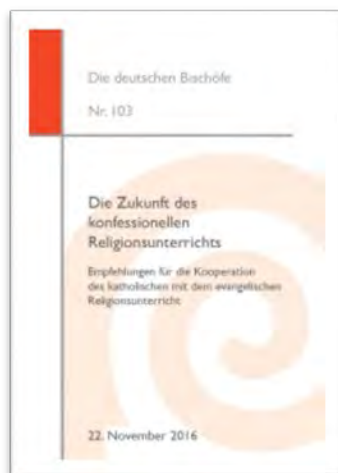 Die deutschen Bischöfe
Nr. 103
Die Zukunft des
konfessionellen
Religionsunterrichts
Empfehlungen für die Kooperation
des katholischen mit dem evangelischen
Religionsunterricht
22. November 2016